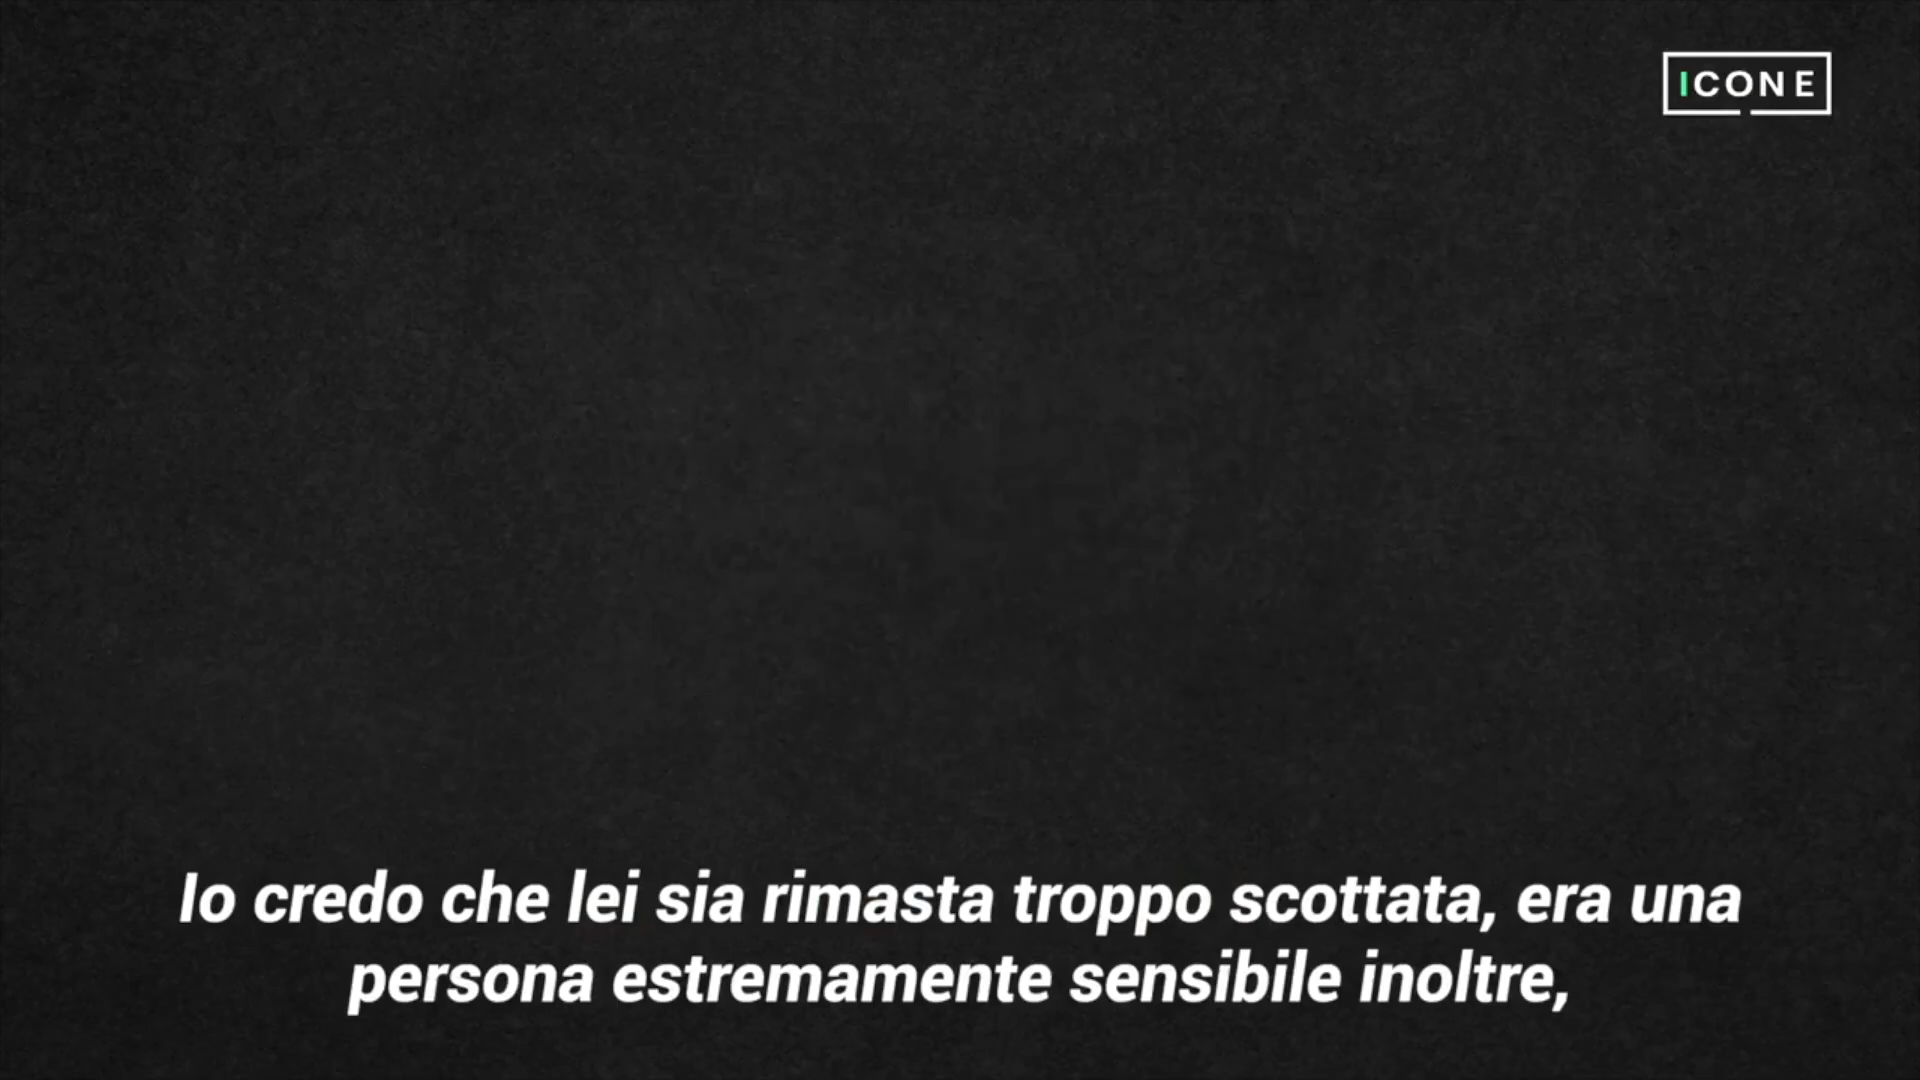 ICONE
Io credo che lei sia rimasta troppo scottata, era una
persona estremamente sensibile inoltre,